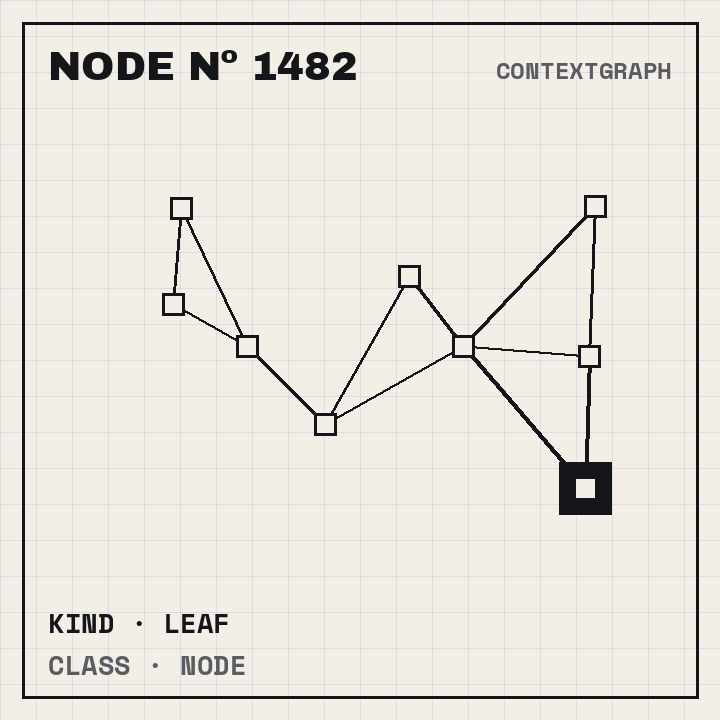 NODE Nº 1482
CONTEXTGRAPH
KIND · LEAF
CLASS · NODE